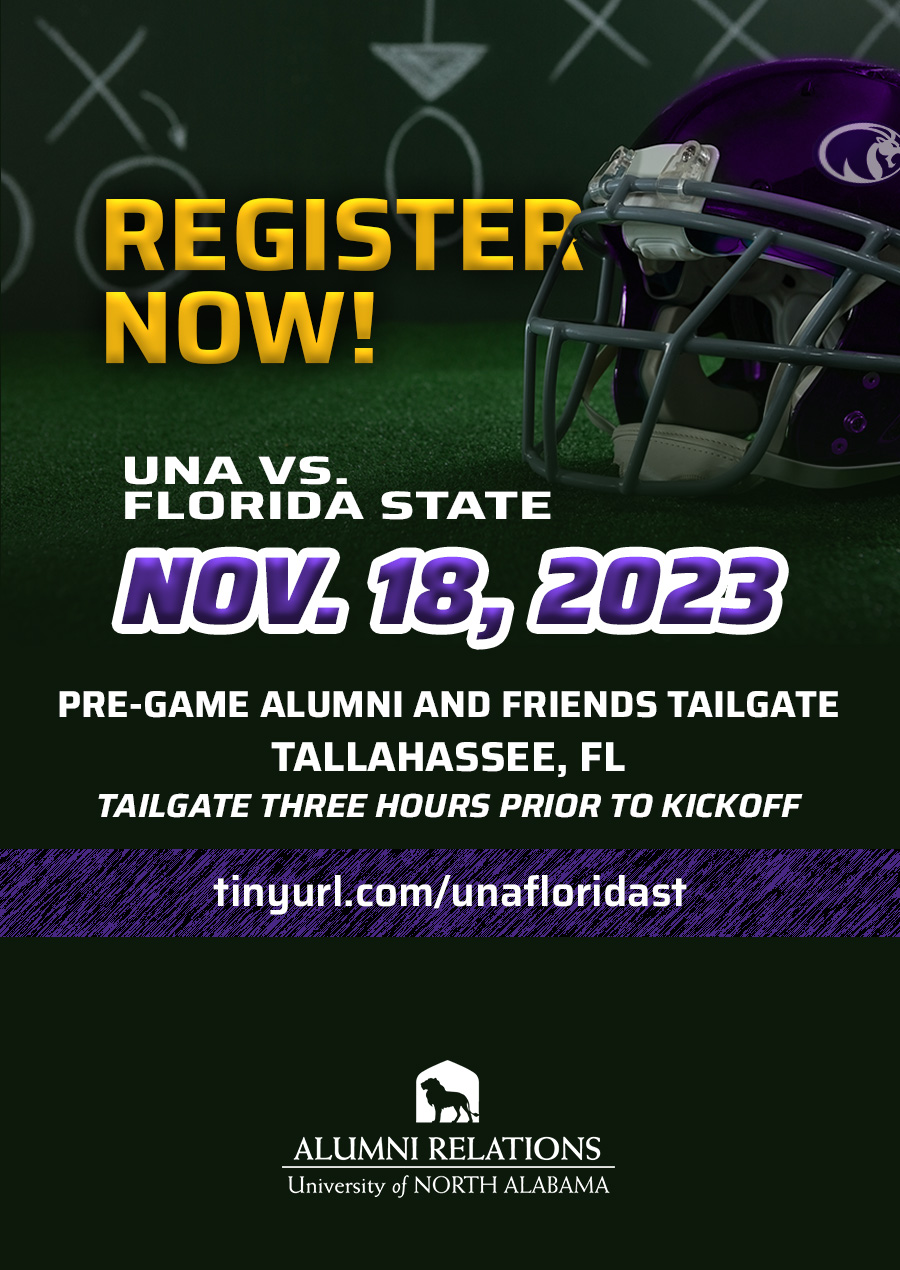 REGISTER
NOW!
UNA VS.
FLORIDA STATE
NOV. 18, 2023
PRE-GAME ALUMNI AND FRIENDS TAILGATE
TALLAHASSEE, FL
TAILGATE THREE HOURS PRIOR TO KICKOFF
tinyurl.com/unafloridast
ALUMNI RELATIONS
University of NORTH ALABAMA